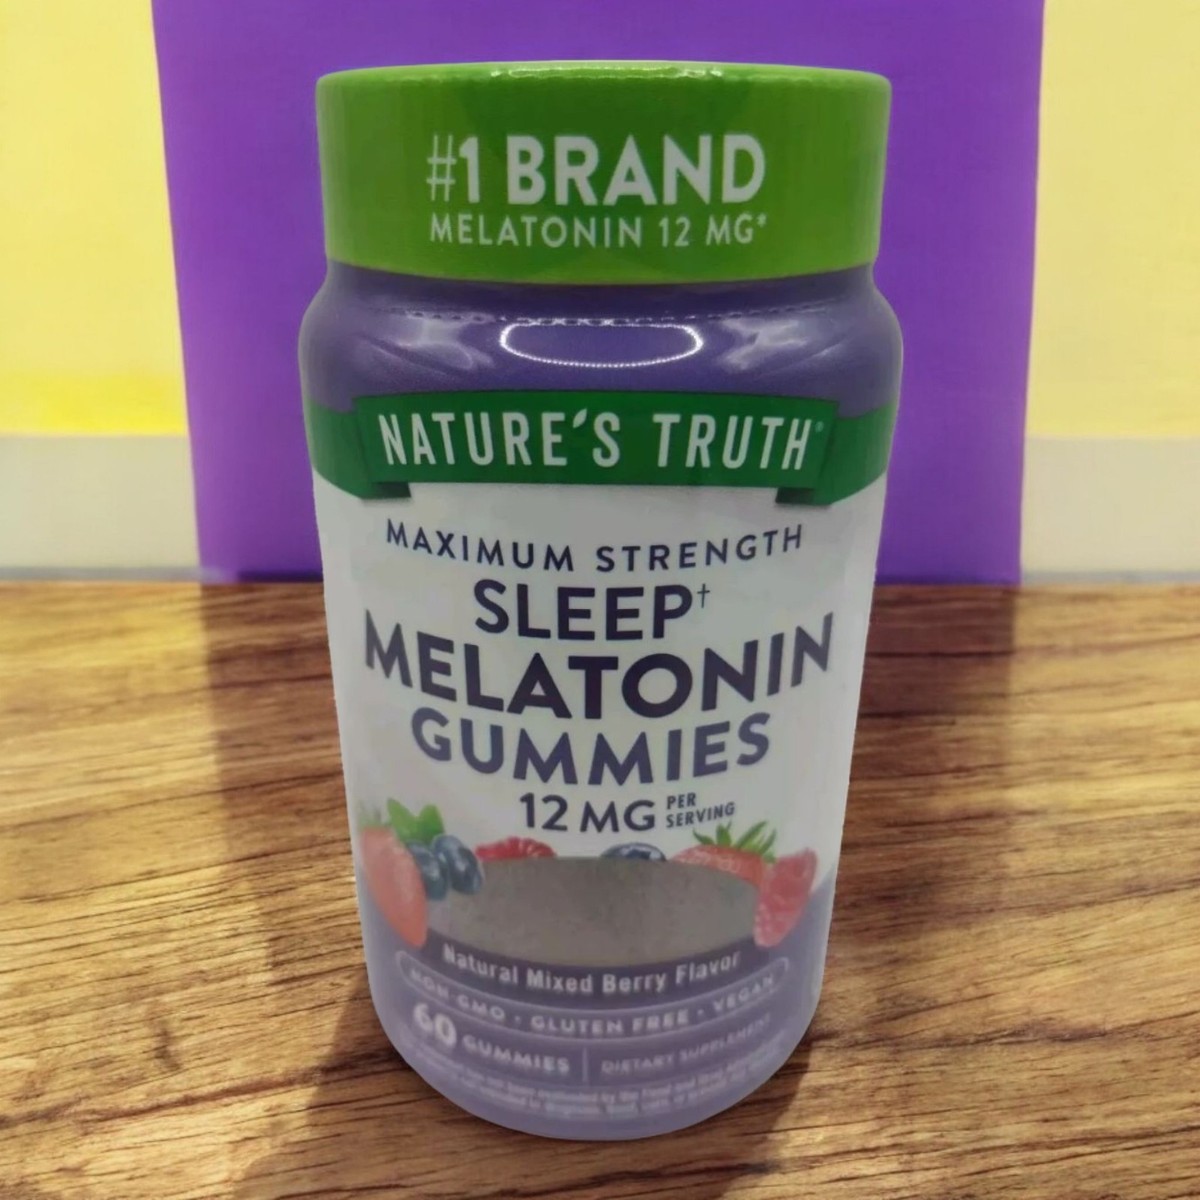 #1 BRAND
MELATONIN 12 MG*
NATURE'S TRUTH®
MAXIMUM STRENGTH
SLEEP†
MELATONIN
GUMMIES
12 MG PER SERVING
Natural Mixed Berry Flavor
NON-GMO • GLUTEN FREE • VEGAN
60 GUMMIES | DIETARY SUPPLEMENT